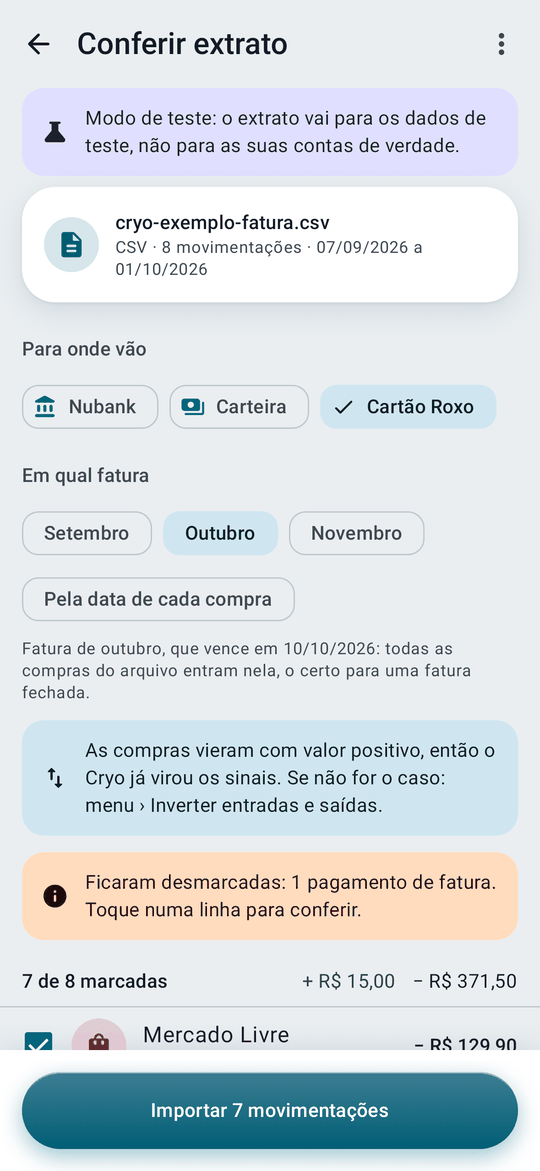 Conferir extrato
Modo de teste: o extrato vai para os dados de
teste, não para as suas contas de verdade.
cryo-exemplo-fatura.csv
CSV · 8 movimentações · 07/09/2026 a
01/10/2026
Para onde vão
Nubank
Carteira
Cartão Roxo
Em qual fatura
Setembro
Outubro
Novembro
Pela data de cada compra
Fatura de outubro, que vence em 10/10/2026: todas as
compras do arquivo entram nela, o certo para uma fatura
fechada.
As compras vieram com valor positivo, então o
Cryo já virou os sinais. Se não for o caso:
menu › Inverter entradas e saídas.
Ficaram desmarcadas: 1 pagamento de fatura.
Toque numa linha para conferir.
7 de 8 marcadas + R$ 15,00 − R$ 371,50
Mercado Livre
− R$ 129,90
Importar 7 movimentações